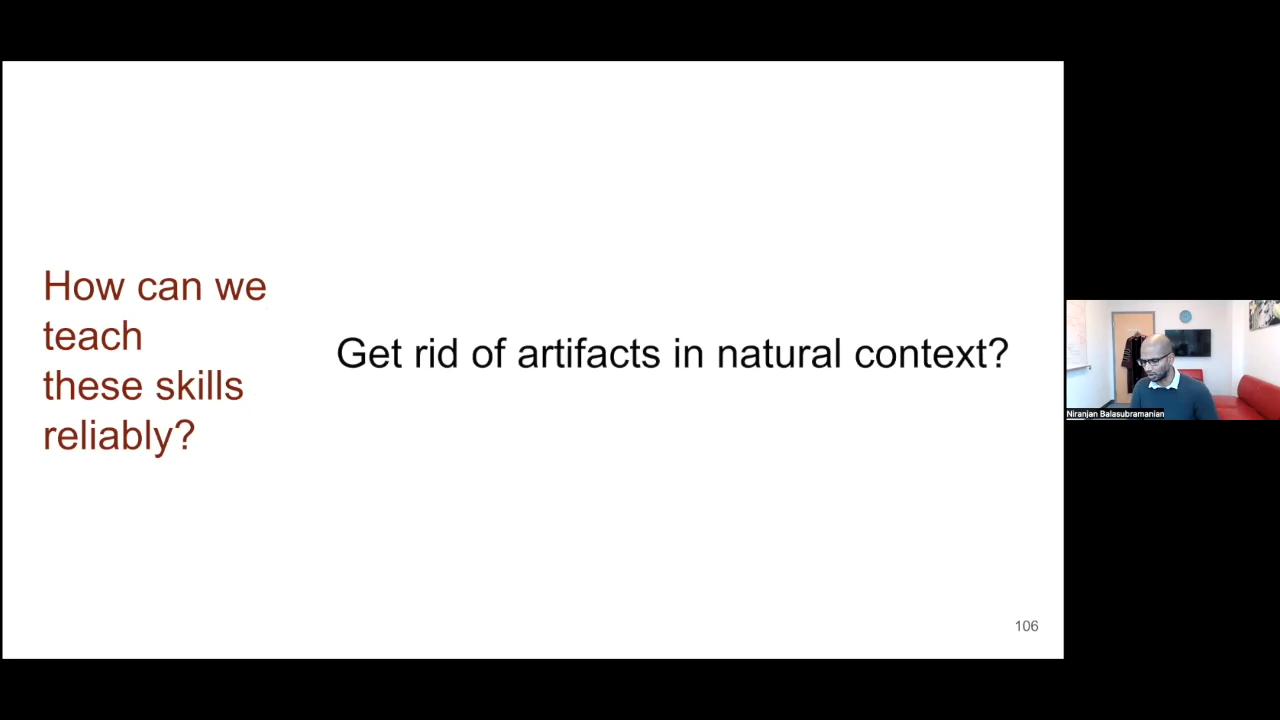 How can we
teach
these skills
reliably?
Get rid of artifacts in natural context?
106
Niranjan Balasubramanian